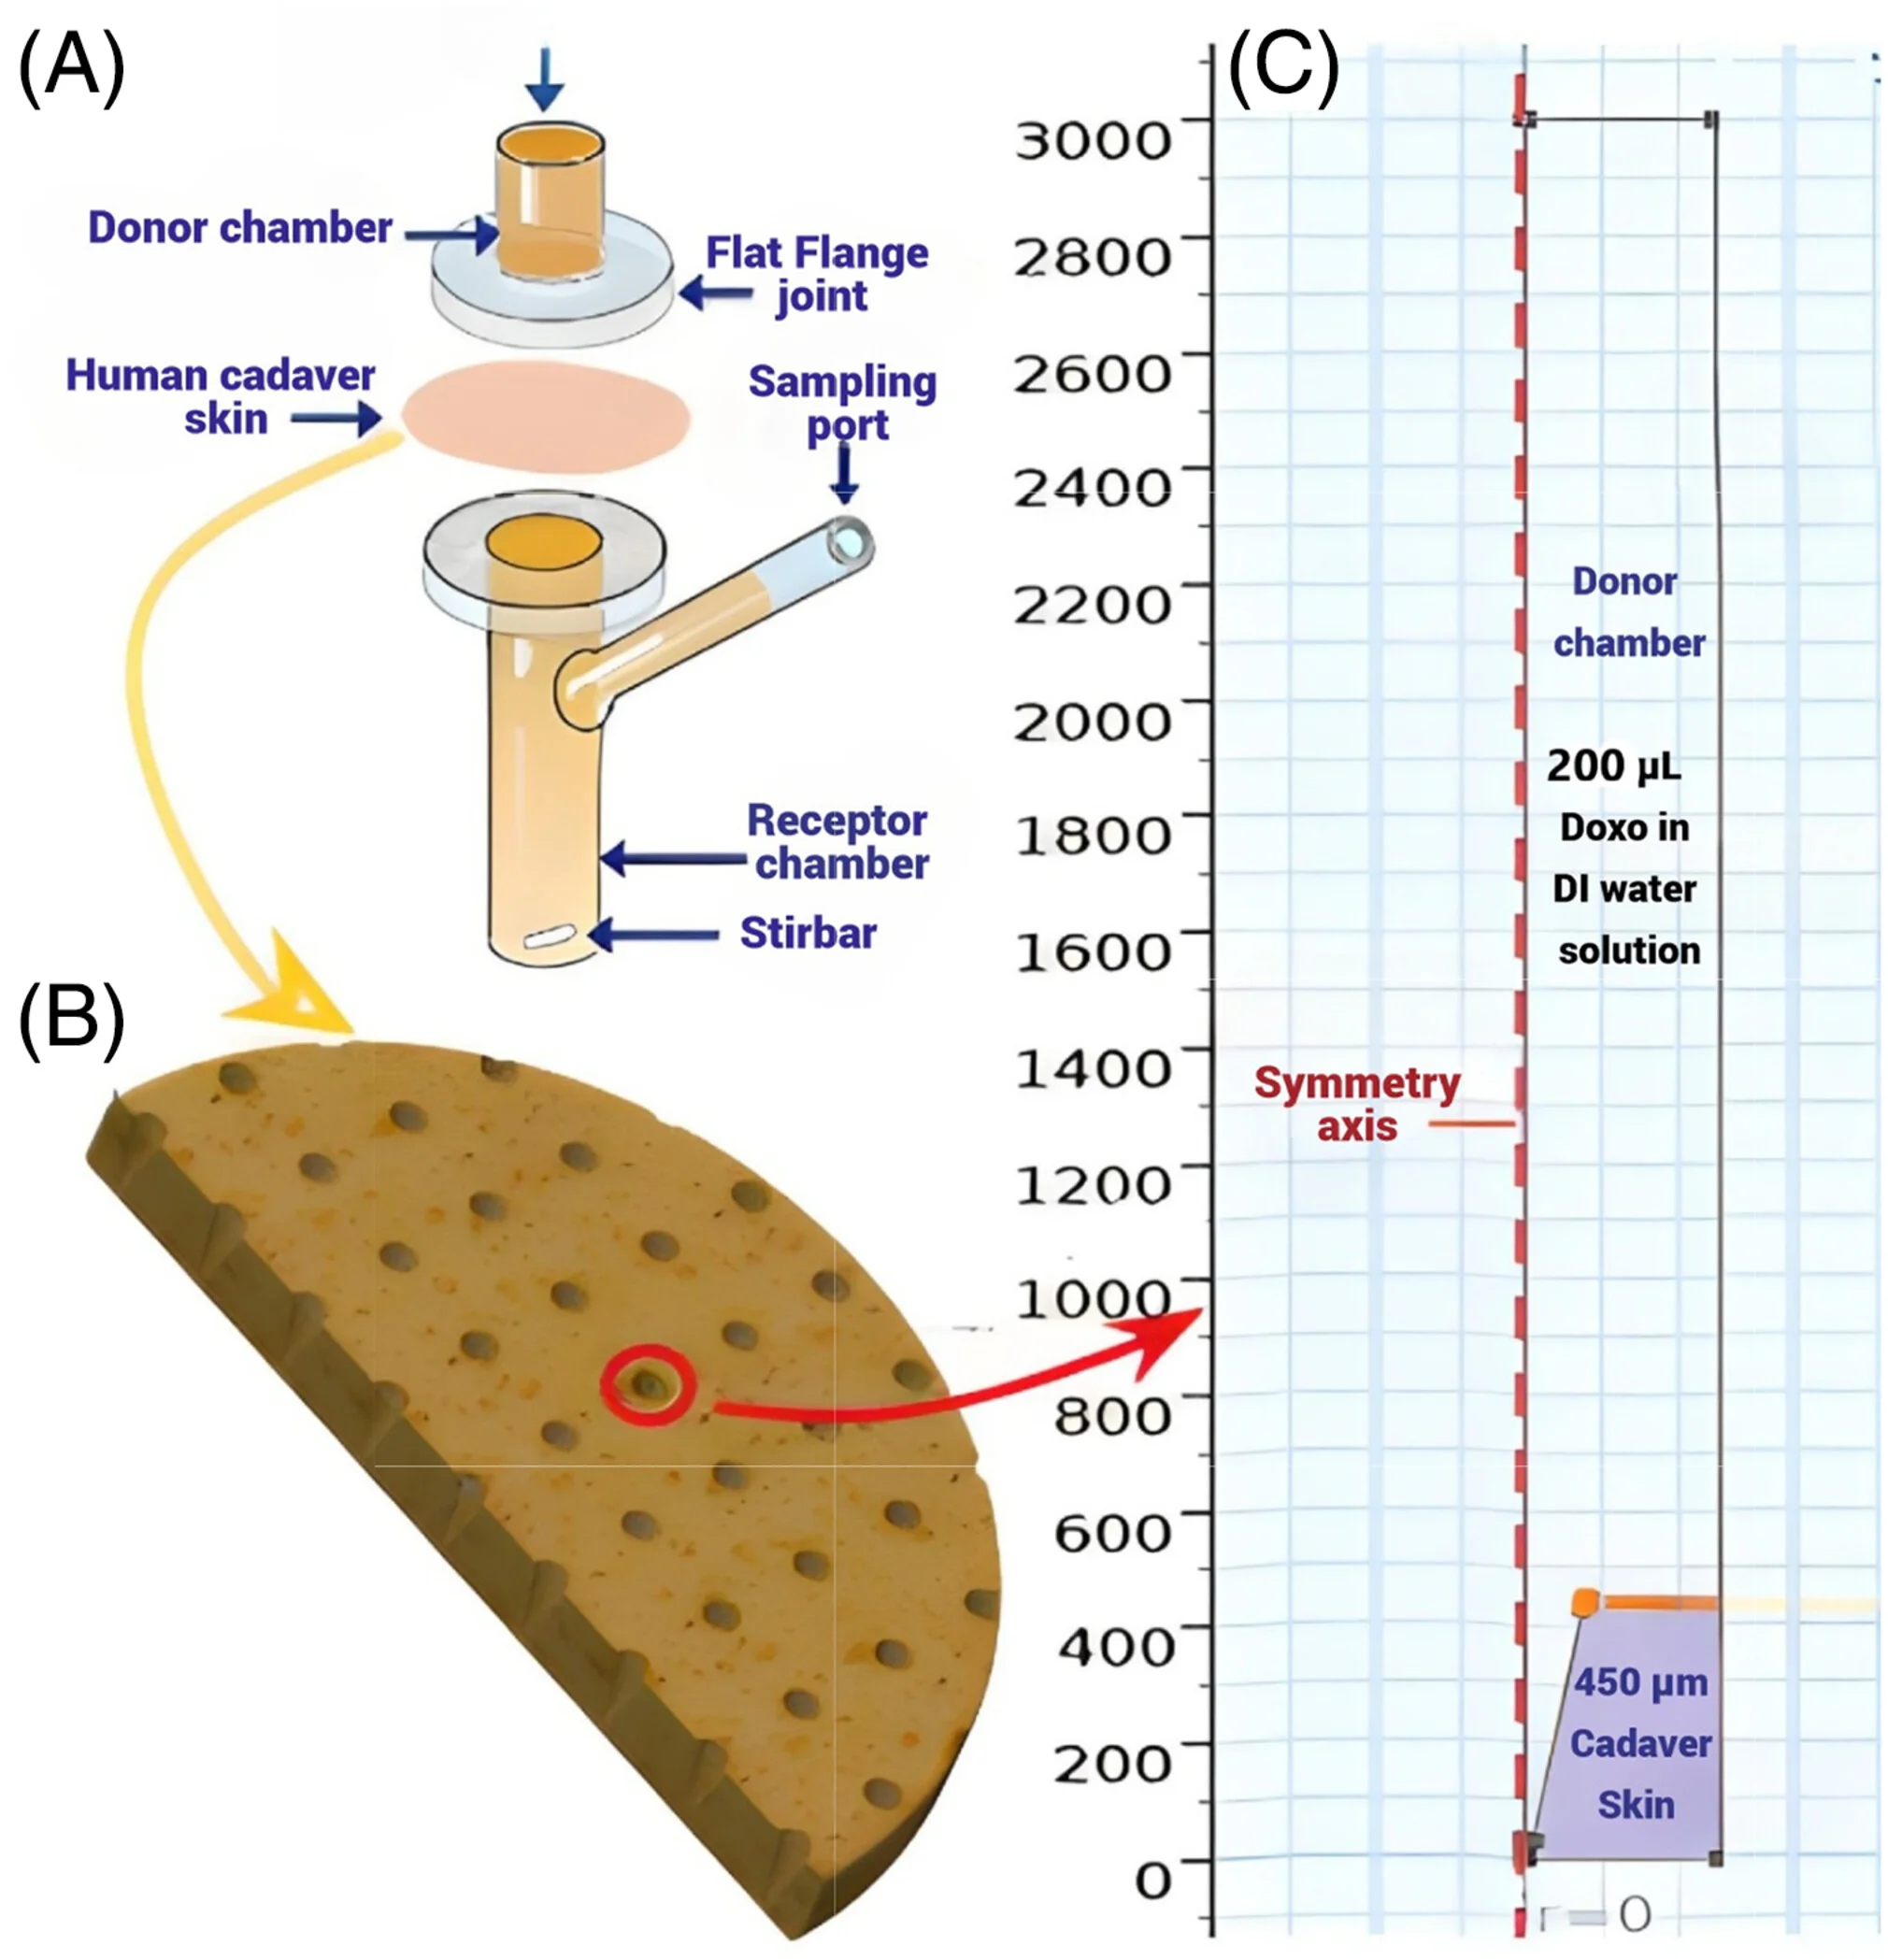 (A)
Donor chamber
Flat Flange
joint
Human cadaver
skin
Sampling
port
Receptor
chamber
Stirbar
(B)
(C)
3000
2800
2600
2400
2200
2000
1800
1600
1400
1200
1000
800
600
400
200
0
Donor
chamber
200 µL
Doxo in
DI water
solution
Symmetry
axis
450 µm
Cadaver
Skin
0